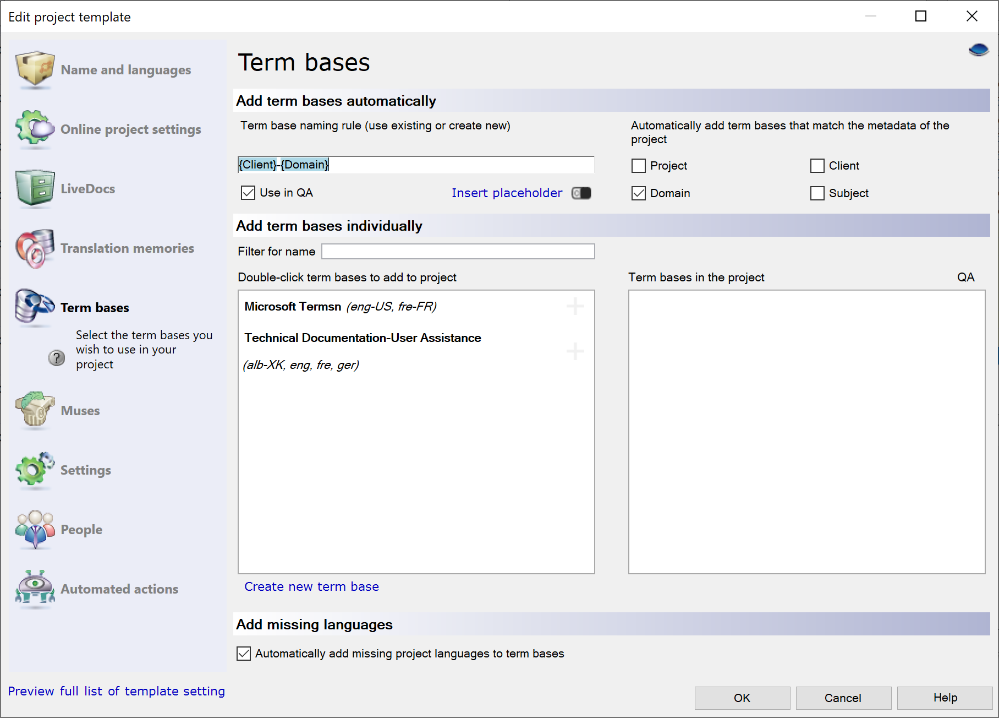 Edit project template
Name and languages
Online project settings
LiveDocs
Translation memories
Term bases
Select the term bases you
wish to use in your
project
Muses
Settings
People
Automated actions
Preview full list of template setting
Term bases
Add term bases automatically
Term base naming rule (use existing or create new)
{Client}-{Domain}
Use in QA
Insert placeholder
Automatically add term bases that match the metadata of the
project
Project
Client
Domain
Subject
Add term bases individually
Filter for name
Double-click term bases to add to project
Microsoft Termsn (eng-US, fre-FR)
Technical Documentation-User Assistance
(alb-XK, eng, fre, ger)
Create new term base
Term bases in the project
QA
Add missing languages
Automatically add missing project languages to term bases
OK
Cancel
Help